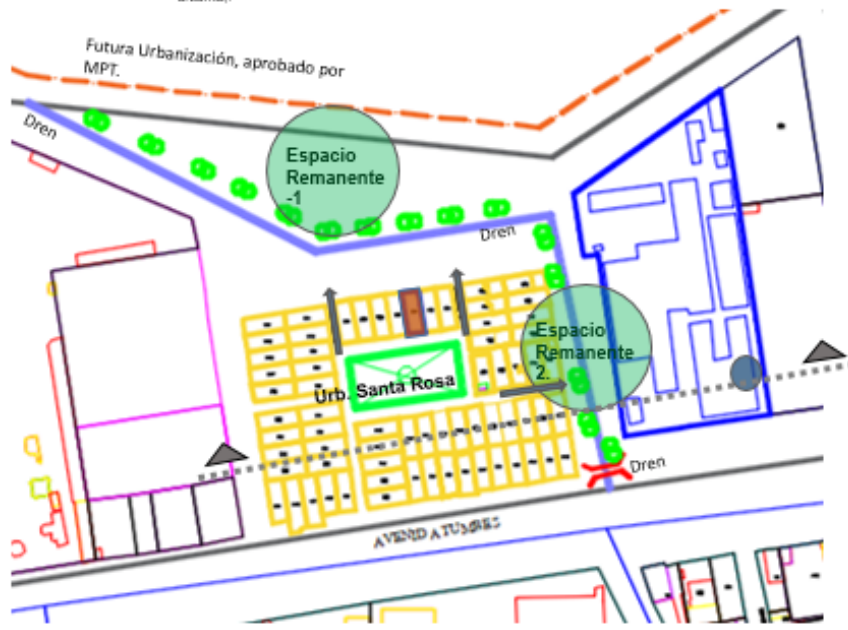 Futura Urbanización, aprobado por
MPT.
Dren
Espacio
Remanente
-1
Dren
Espacio
Remanente
2.
Urb. Santa Rosa
Dren
AVENIDA TUMBES